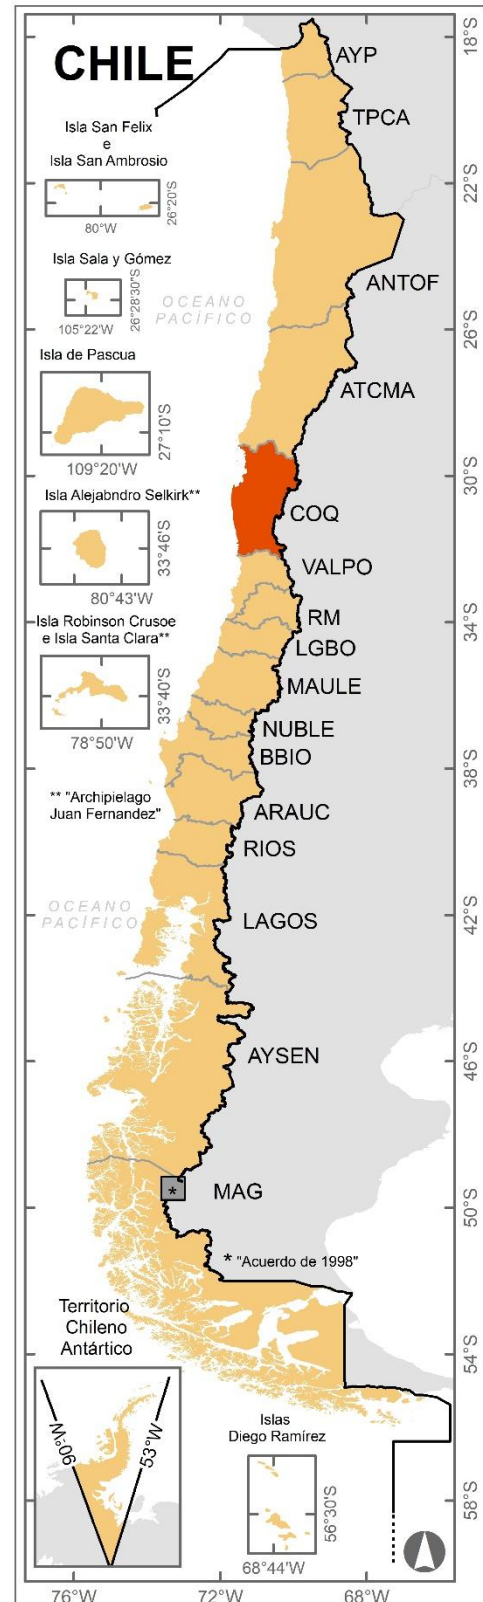 CHILE
Isla San Felix
e
Isla San Ambrosio
80°W
26°20'S
Isla Sala y Gómez
105°22'W
26°28'30"S
OCEANO
PACÍFICO
Isla de Pascua
109°20'W
27°10'S
Isla Alejabndro Selkirk**
80°43'W
33°46'S
Isla Robinson Crusoe
e Isla Santa Clara**
78°50'W
33°40'S
** "Archipielago
Juan Fernandez"
OCEANO
PACÍFICO
AYP
TPCA
ANTOF
ATCMA
COQ
VALPO
RM
LGBO
MAULE
NUBLE
BBIO
ARAUC
RIOS
LAGOS
AYSEN
MAG
*
* "Acuerdo de 1998"
Territorio
Chileno
Antártico
90°W
53°W
Islas
Diego Ramírez
68°44'W
56°30'S
18°S
22°S
26°S
30°S
34°S
38°S
42°S
46°S
50°S
54°S
58°S
76°W
72°W
68°W